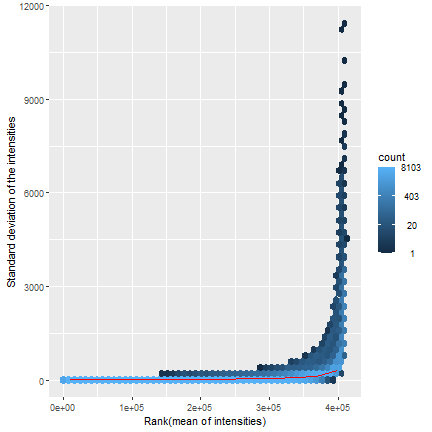 12000
9000
6000
3000
0
Standard deviation of the intensities
0e+00
1e+05
2e+05
3e+05
4e+05
Rank(mean of intensities)
count
8103
403
20
1